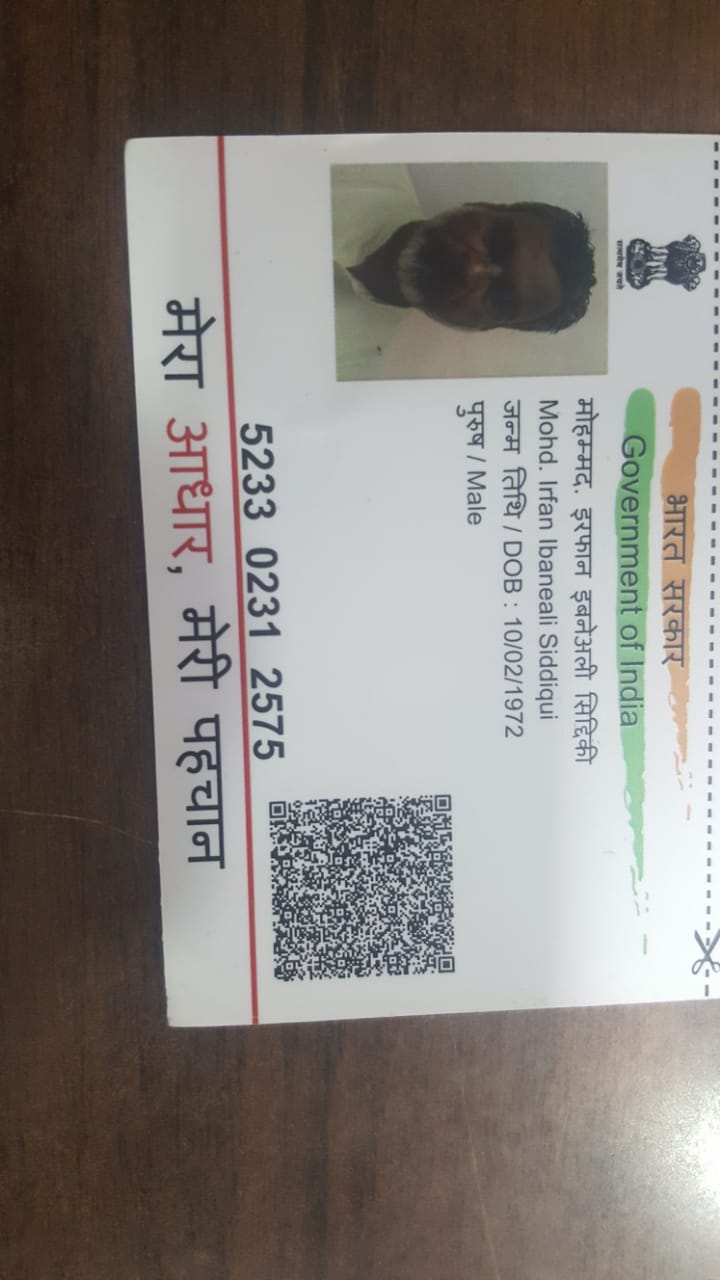 भारत सरकार
Government of India
सत्यमेव जयते
मोहम्मद. इरफान इबनेअली सिद्दिकी
Mohd. Irfan Ibaneali Siddiqui
जन्म तिथि / DOB : 10/02/1972
पुरुष / Male
5233 0231 2575
मेरा आधार, मेरी पहचान